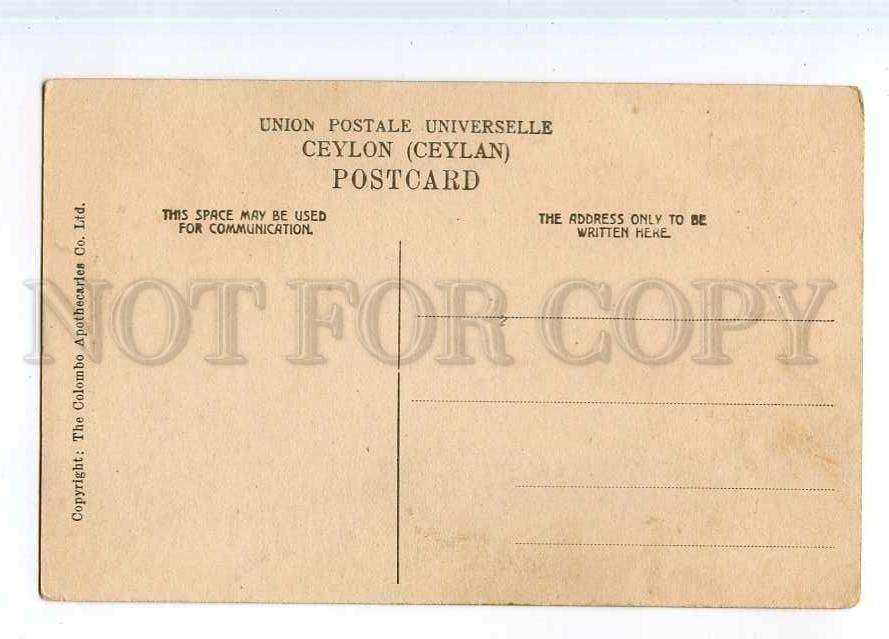 UNION POSTALE UNIVERSELLE
CEYLON (CEYLAN)
POSTCARD
THIS SPACE MAY BE USED
FOR COMMUNICATION.
THE ADDRESS ONLY TO BE
WRITTEN HERE.
Copyright: The Colombo Apothecaries Co. Ltd.
NOT FOR COPY
2